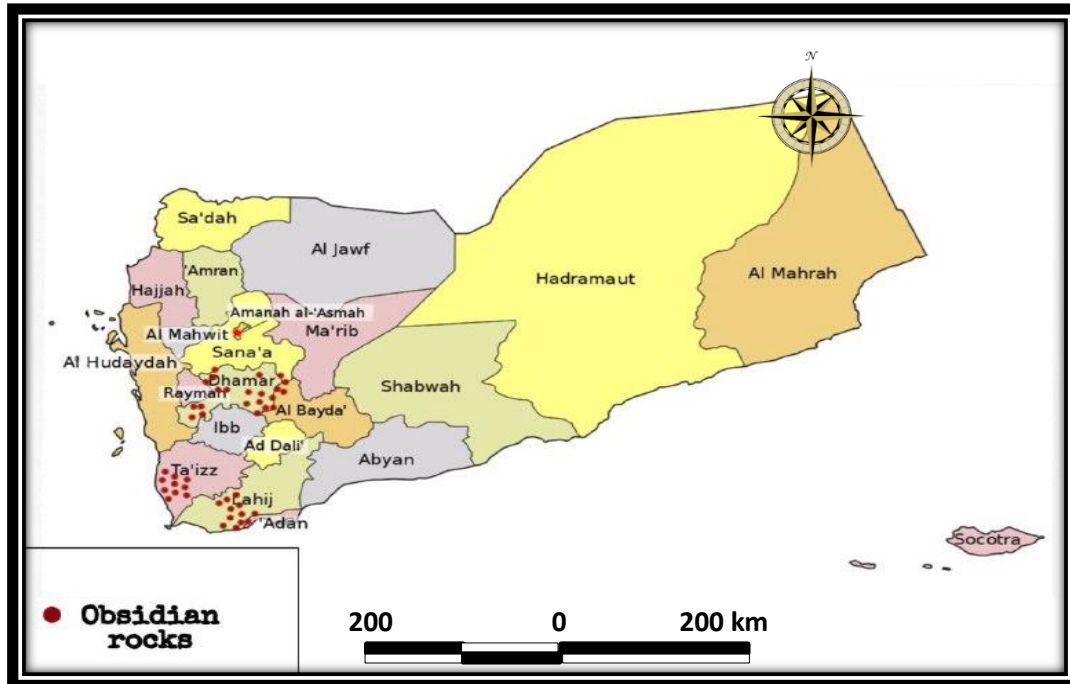 N
Sa'dah
Al Jawf
'Amran
Hajjah
Hadramaut
Al Mahrah
Amanah al-'Asmah
Al Mahwit
Ma'rib
Sana'a
Al Hudaydah
Dhamar
Shabwah
Raymah
Al Bayda'
Ibb
Ad Dali'
Abyan
Ta'izz
Lahij
'Adan
Socotra
Obsidian
rocks
200 0 200 km